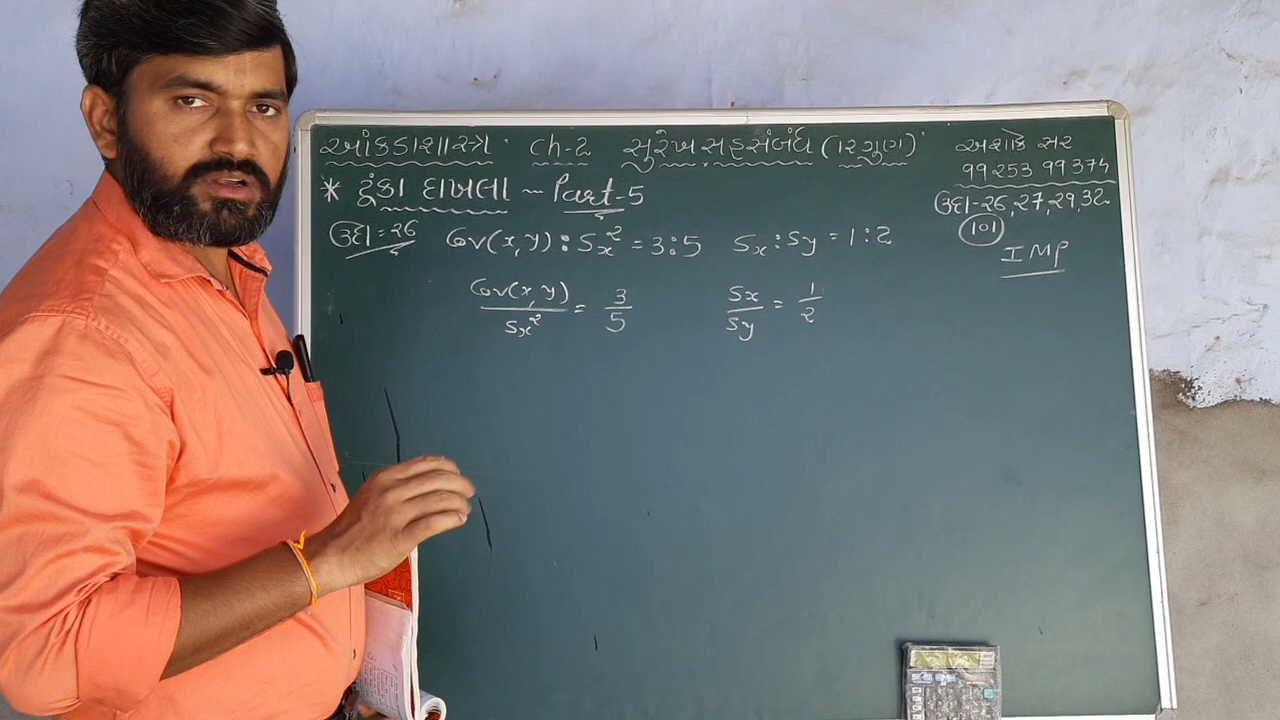 આંકડાશાસ્ત્ર ch-2 સુરેખ સહસંબંધ (12 ગુણ)
અશોક સર
99253 99374
* ટૂંકા દાખલા - Part-5
ઉદા-26, 27, 29, 32
101
IMP
ઉદા = 26 Cov(x,y) : Sx² = 3:5 Sx : Sy = 1:2
Cov(x,y) / Sx² = 3/5 Sx / Sy = 1/2